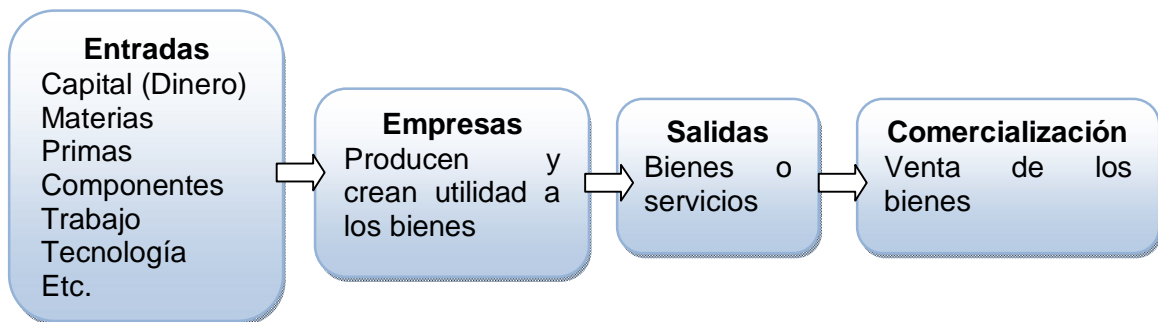 Entradas
Capital (Dinero)
Materias
Primas
Componentes
Trabajo
Tecnología
Etc.
Empresas
Producen y
crean utilidad a
los bienes
Salidas
Bienes o
servicios
Comercialización
Venta de los
bienes